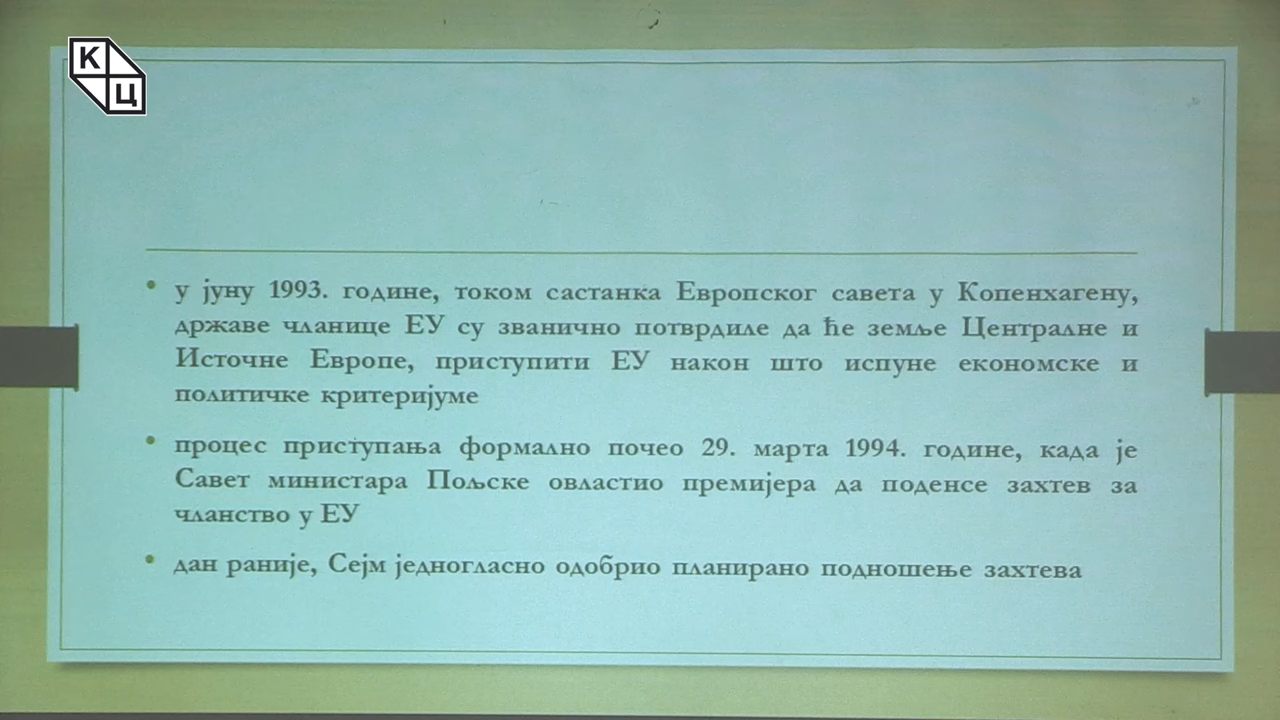 К
Ц
• у јуну 1993. године, током састанка Европског савета у Копенхагену,
државе чланице ЕУ су званично потврдиле да ће земље Централне и
Источне Европе, приступити ЕУ након што испуне економске и
политичке критеријуме
• процес приступања формално почео 29. марта 1994. године, када је
Савет министара Пољске овластио премијера да поденсе захтев за
чланство у ЕУ
• дан раније, Сејм једногласно одобрио планирано подношење захтева